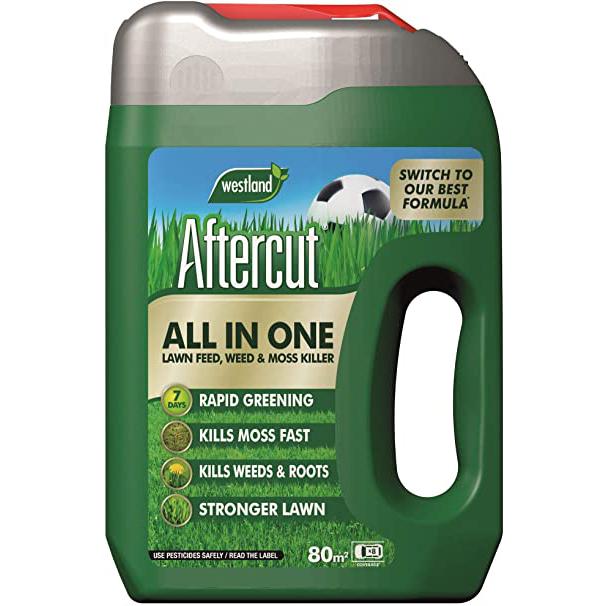 westland
SWITCH TO
OUR BEST
FORMULA*
Aftercut
ALL IN ONE
LAWN FEED, WEED & MOSS KILLER
7
DAYS
RAPID GREENING
KILLS MOSS FAST
KILLS WEEDS & ROOTS
STRONGER LAWN
USE PESTICIDES SAFELY / READ THE LABEL
80m²